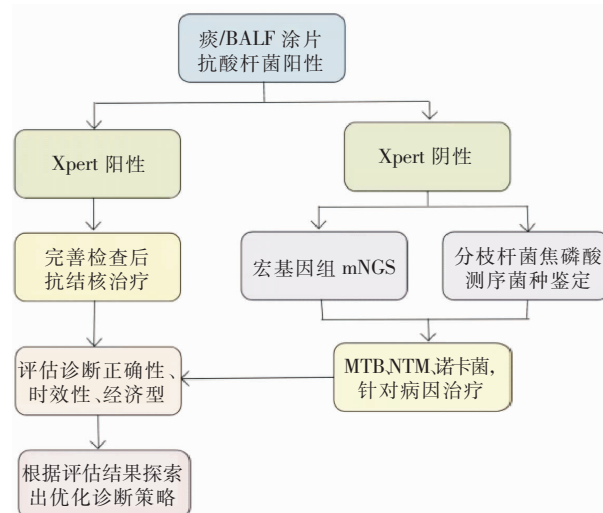 痰/BALF 涂片
抗酸杆菌阳性
Xpert 阳性
Xpert 阴性
完善检查后
抗结核治疗
宏基因组 mNGS
分枝杆菌焦磷酸
测序菌种鉴定
评估诊断正确性、
时效性、经济型
MTB、NTM、诺卡菌,
针对病因治疗
根据评估结果探索
出优化诊断策略